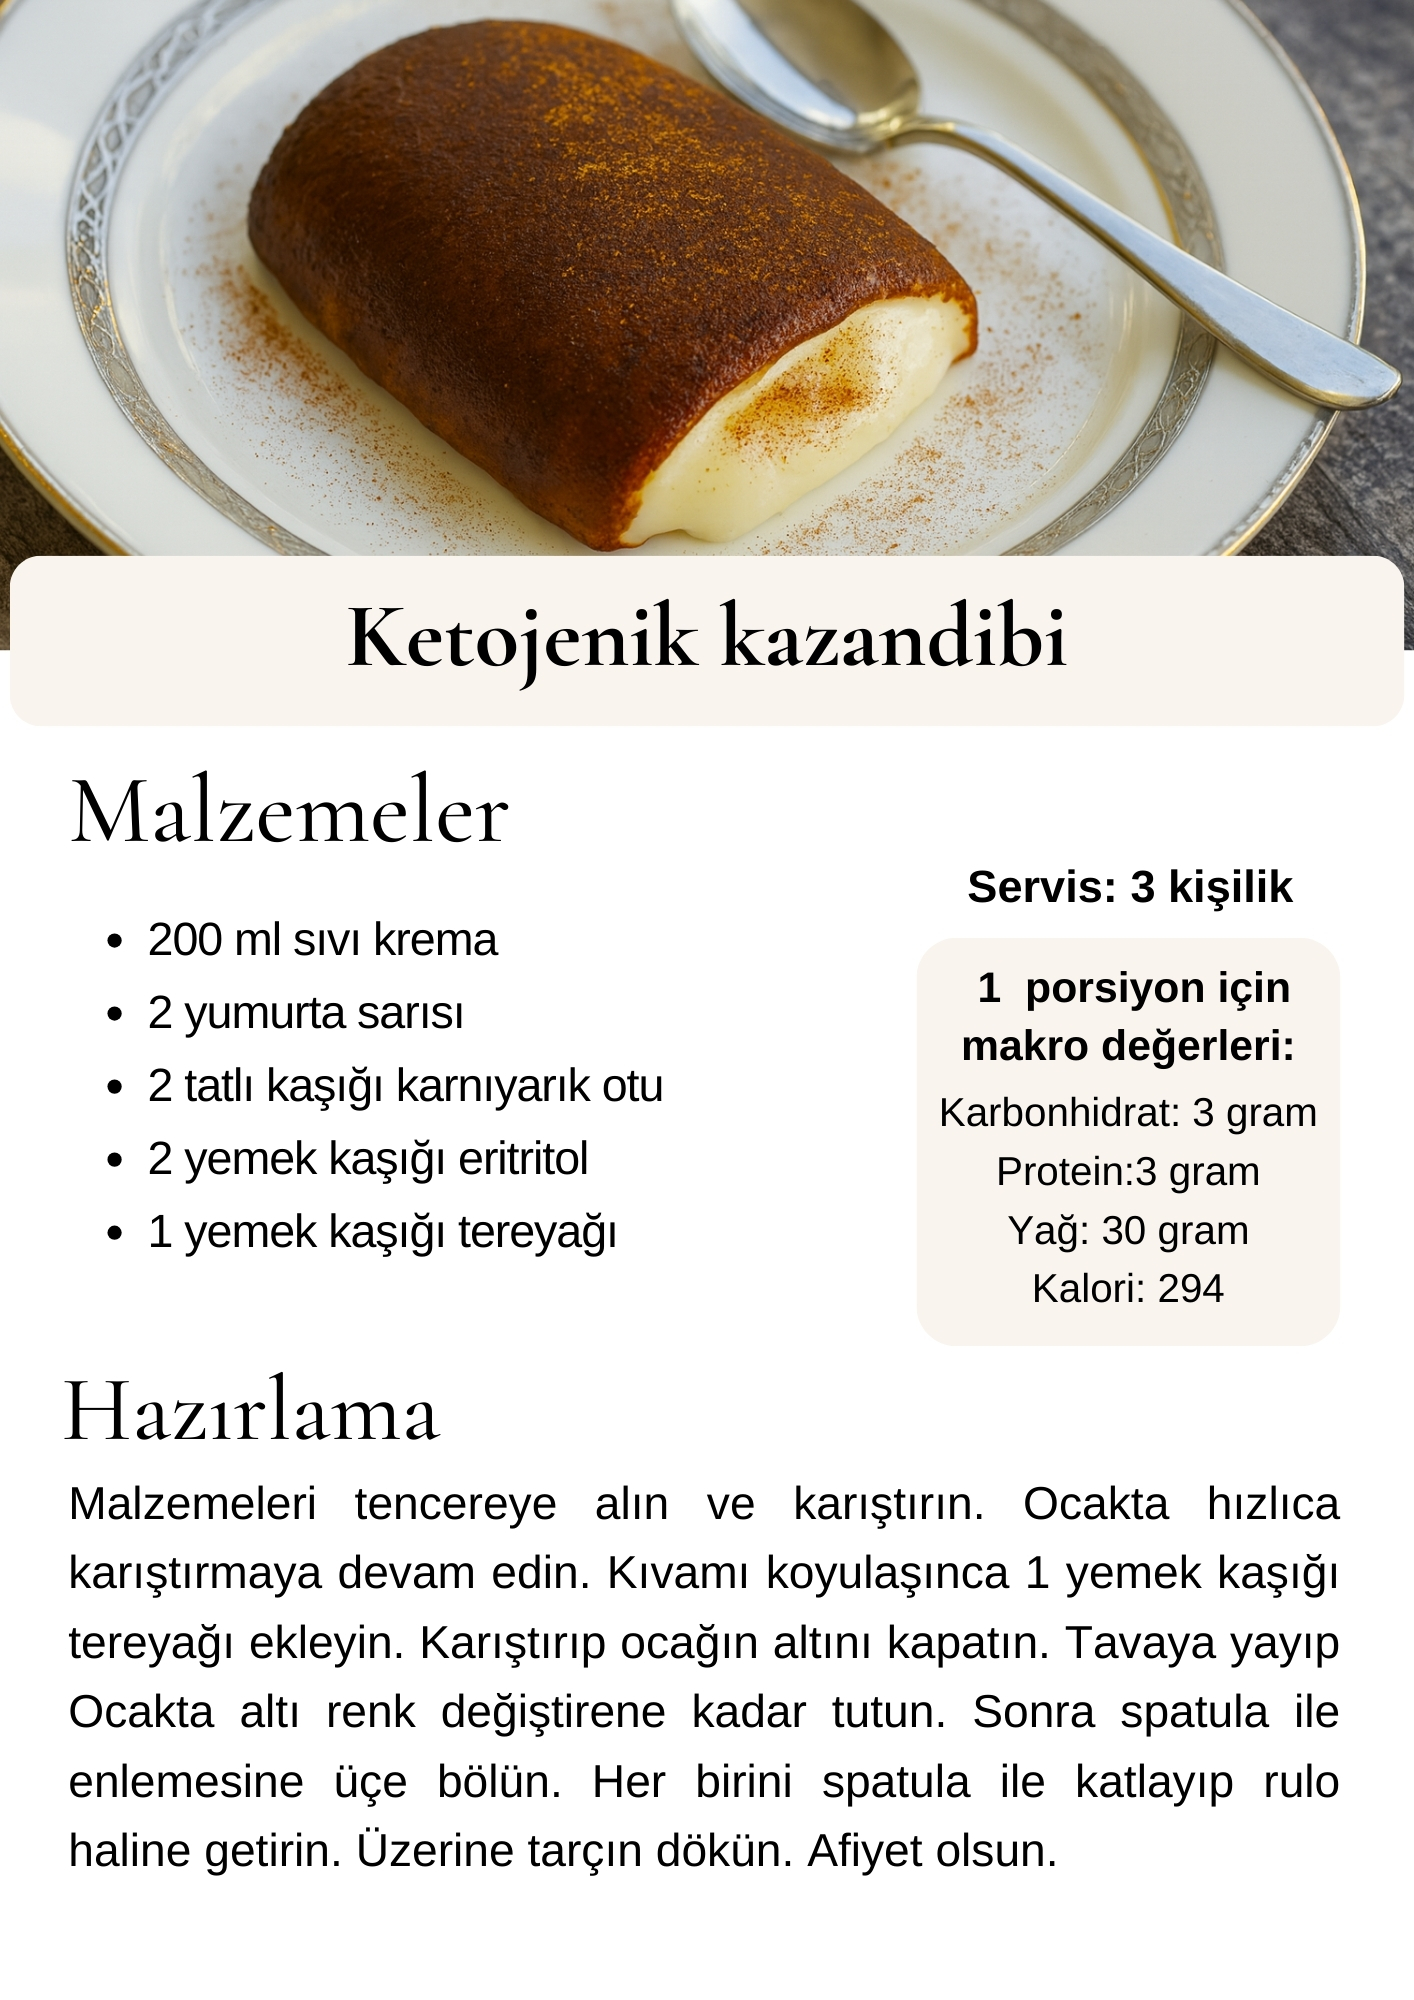 Ketojenik kazandibi
Malzemeler
• 200 ml sıvı krema
• 2 yumurta sarısı
• 2 tatlı kaşığı karnıyarık otu
• 2 yemek kaşığı eritritol
• 1 yemek kaşığı tereyağı
Servis: 3 kişilik
1 porsiyon için
makro değerleri:
Karbonhidrat: 3 gram
Protein:3 gram
Yağ: 30 gram
Kalori: 294
Hazırlama
Malzemeleri tencereye alın ve karıştırın. Ocakta hızlıca
karıştırmaya devam edin. Kıvamı koyulaşınca 1 yemek kaşığı
tereyağı ekleyin. Karıştırıp ocağın altını kapatın. Tavaya yayıp
Ocakta altı renk değiştirene kadar tutun. Sonra spatula ile
enlemesine üçe bölün. Her birini spatula ile katlayıp rulo
haline getirin. Üzerine tarçın dökün. Afiyet olsun.